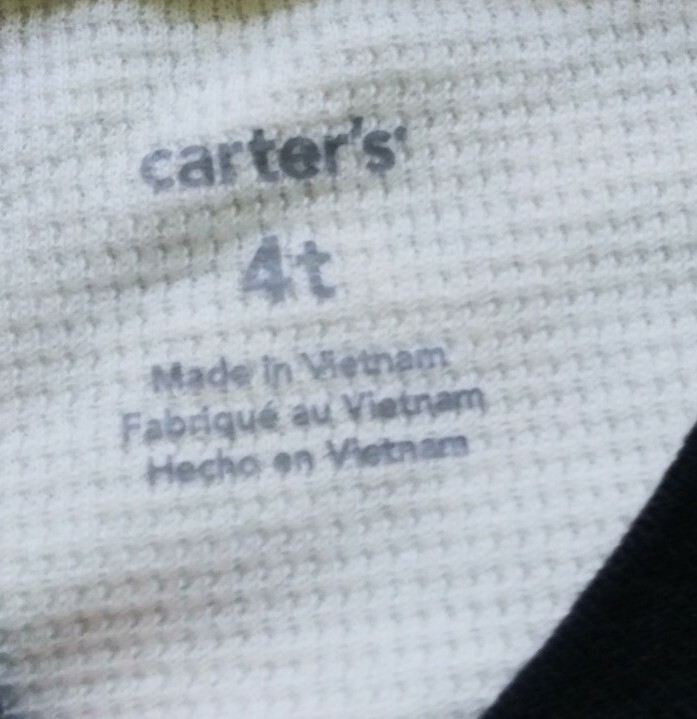 carter's
4t
Made in Vietnam
Fabriqué au Vietnam
Hecho en Vietnam